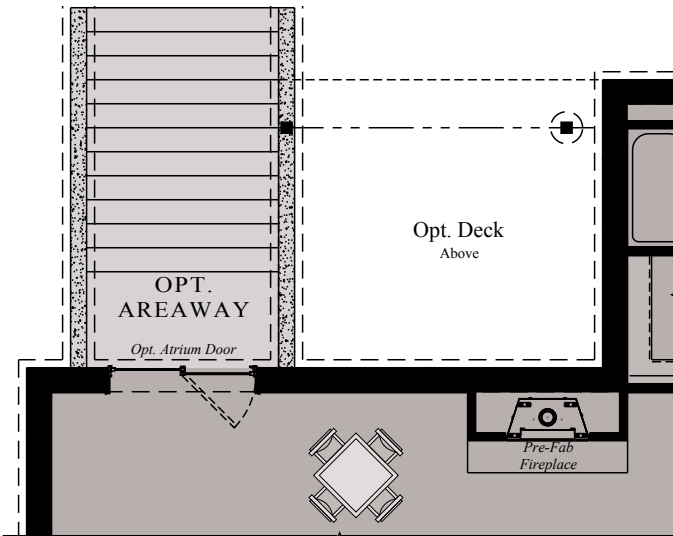 Opt. Deck
Above
OPT.
AREAWAY
Opt. Atrium Door
Pre-Fab
Fireplace